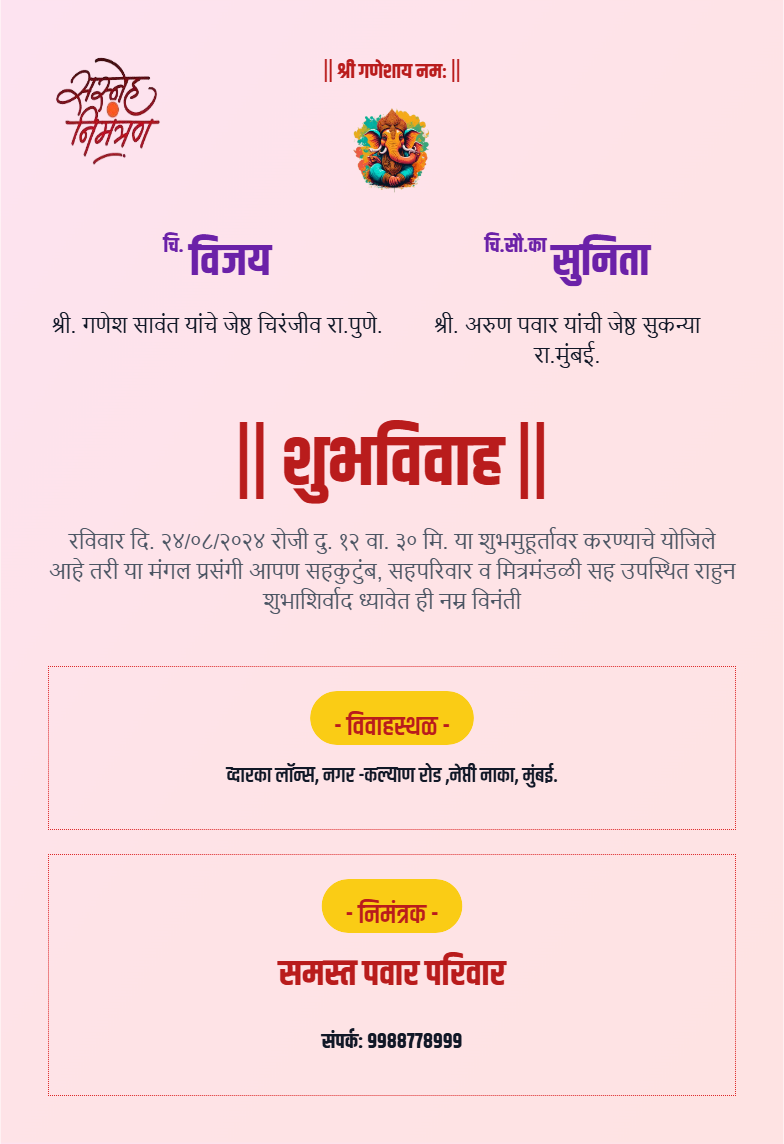 || श्री गणेशाय नमः ||
सस्नेह
निमंत्रण
चि. विजय
श्री. गणेश सावंत यांचे जेष्ठ चिरंजीव रा.पुणे.
चि.सौ.का सुनिता
श्री. अरुण पवार यांची जेष्ठ सुकन्या
रा.मुंबई.
|| शुभविवाह ||
रविवार दि. २४/०८/२०२४ रोजी दु. १२ वा. ३० मि. या शुभमुहूर्तावर करण्याचे योजिले
आहे तरी या मंगल प्रसंगी आपण सहकुटुंब, सहपरिवार व मित्रमंडळी सह उपस्थित राहुन
शुभाशिर्वाद ध्यावेत ही नम्र विनंती
- विवाहस्थळ -
व्दारका लॉन्स, नगर -कल्याण रोड ,नेप्ती नाका, मुंबई.
- निमंत्रक -
समस्त पवार परिवार
संपर्क: 9988778999